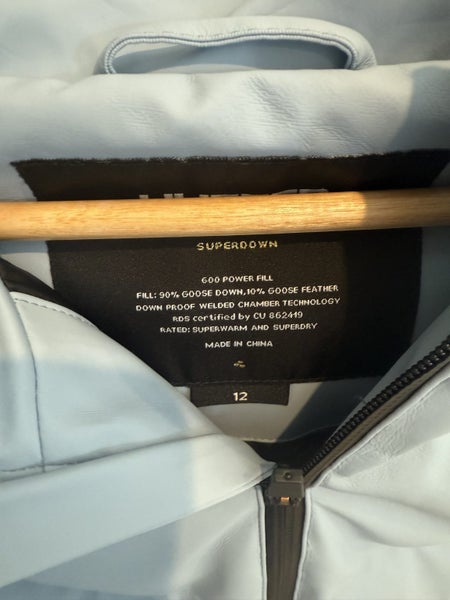 SUPERDOWN
600 POWER FILL
FILL: 90% GOOSE DOWN, 10% GOOSE FEATHER
DOWN PROOF WELDED CHAMBER TECHNOLOGY
RDS certified by CU 862419
RATED: SUPERWARM AND SUPERDRY
MADE IN CHINA
12